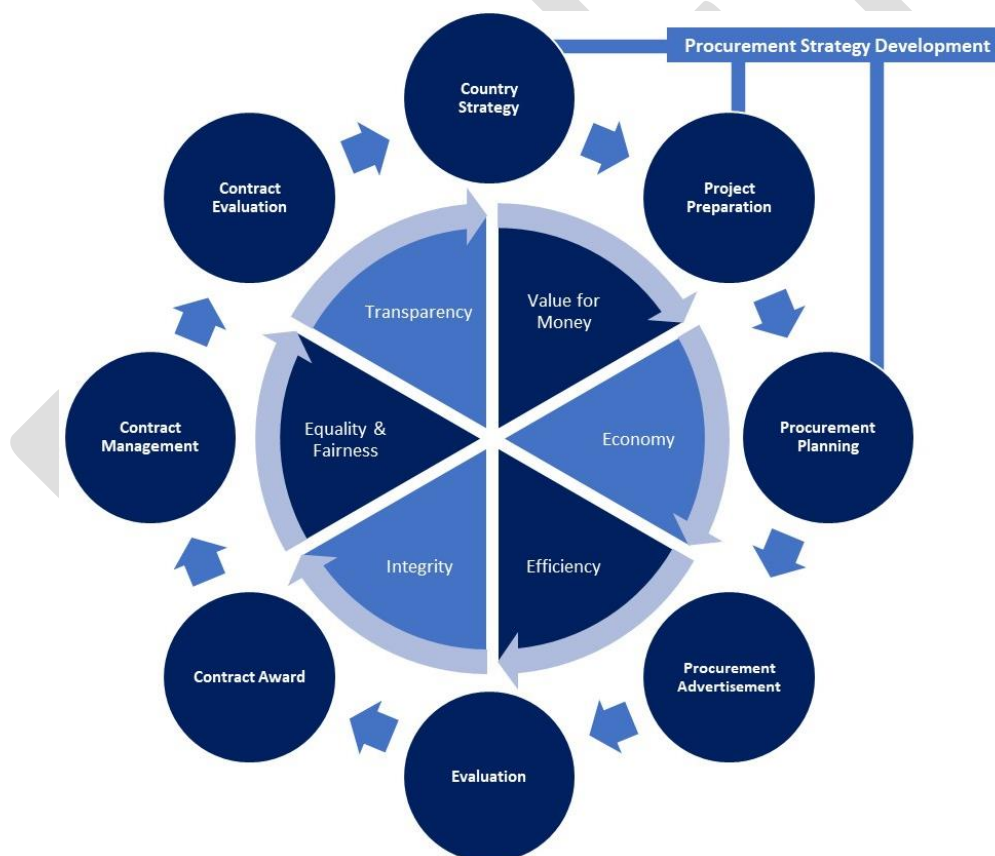 Procurement Strategy Development
Country
Strategy
Project
Preparation
Procurement
Planning
Procurement
Advertisement
Evaluation
Contract Award
Contract
Management
Contract
Evaluation
Value for
Money
Economy
Efficiency
Integrity
Equality &
Fairness
Transparency